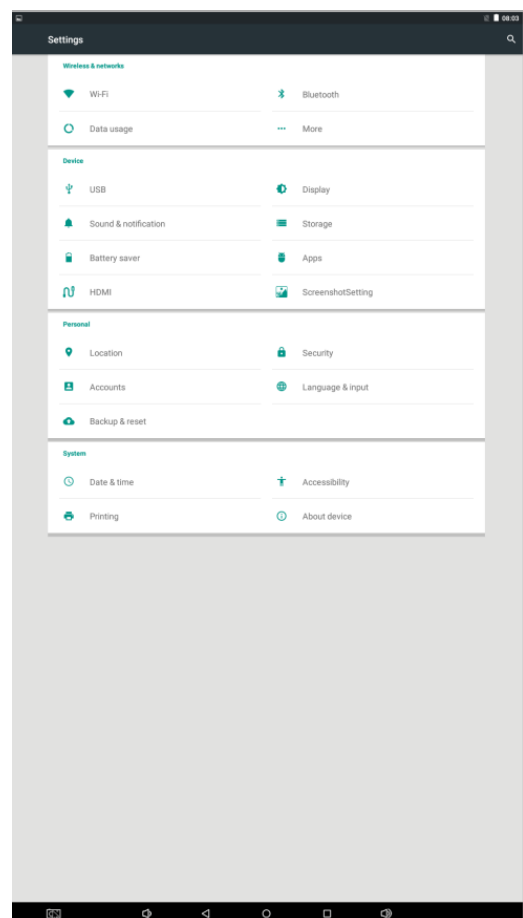 08:03
Settings
Wireless & networks
Wi-Fi
Bluetooth
Data usage
More
Device
USB
Display
Sound & notification
Storage
Battery saver
Apps
HDMI
ScreenshotSetting
Personal
Location
Security
Accounts
Language & input
Backup & reset
System
Date & time
Accessibility
Printing
About device